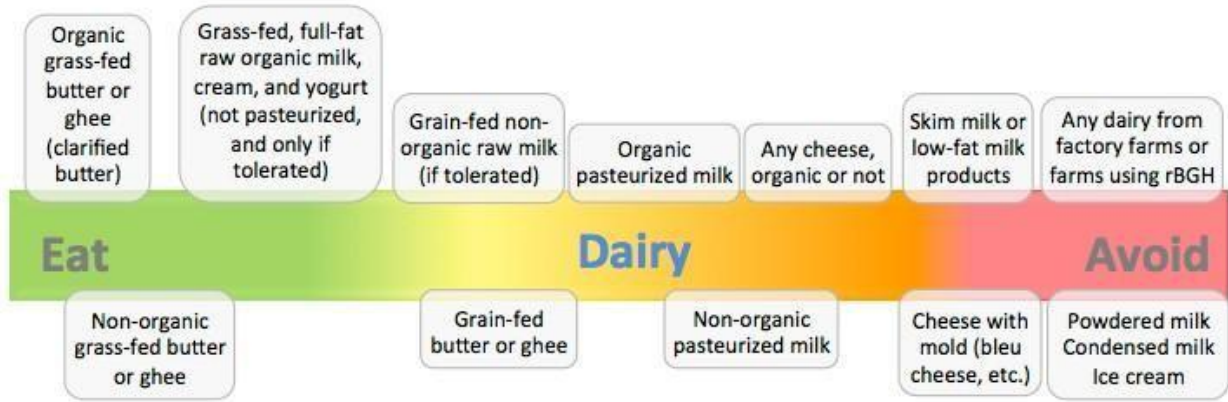 Organic
grass-fed
butter or
ghee
(clarified
butter)
Grass-fed, full-fat
raw organic milk,
cream, and yogurt
(not pasteurized,
and only if
tolerated)
Grain-fed non-
organic raw milk
(if tolerated)
Organic
pasteurized milk
Any cheese,
organic or not
Skim milk or
low-fat milk
products
Any dairy from
factory farms or
farms using rBGH
Eat
Dairy
Avoid
Non-organic
grass-fed butter
or ghee
Grain-fed
butter or ghee
Non-organic
pasteurized milk
Cheese with
mold (bleu
cheese, etc.)
Powdered milk
Condensed milk
Ice cream